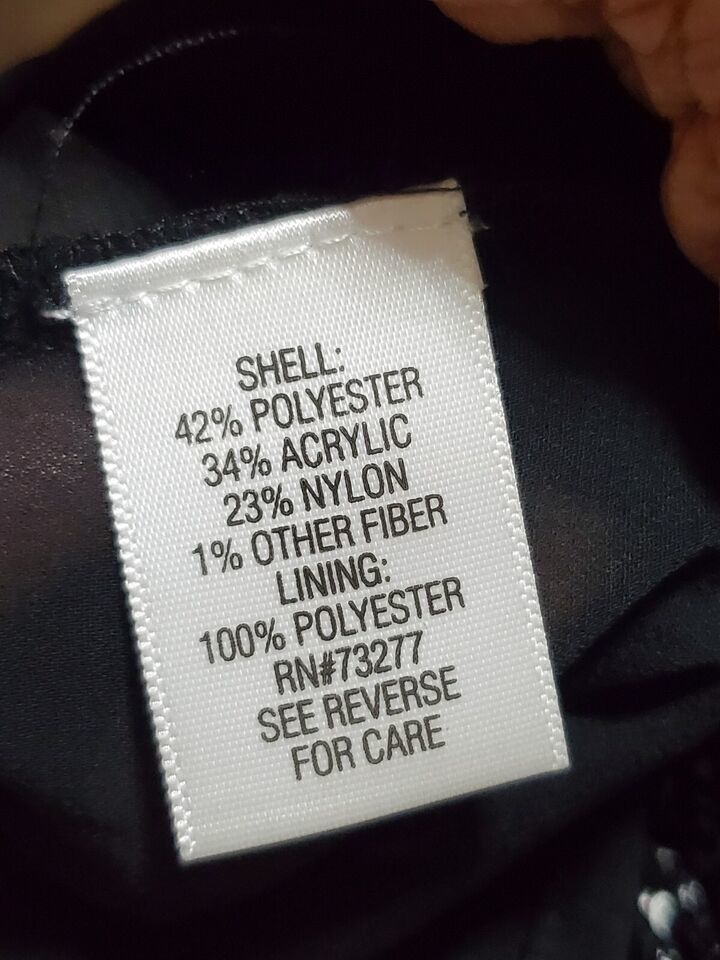 SHELL:
42% POLYESTER
34% ACRYLIC
23% NYLON
1% OTHER FIBER
LINING:
100% POLYESTER
RN#73277
SEE REVERSE
FOR CARE